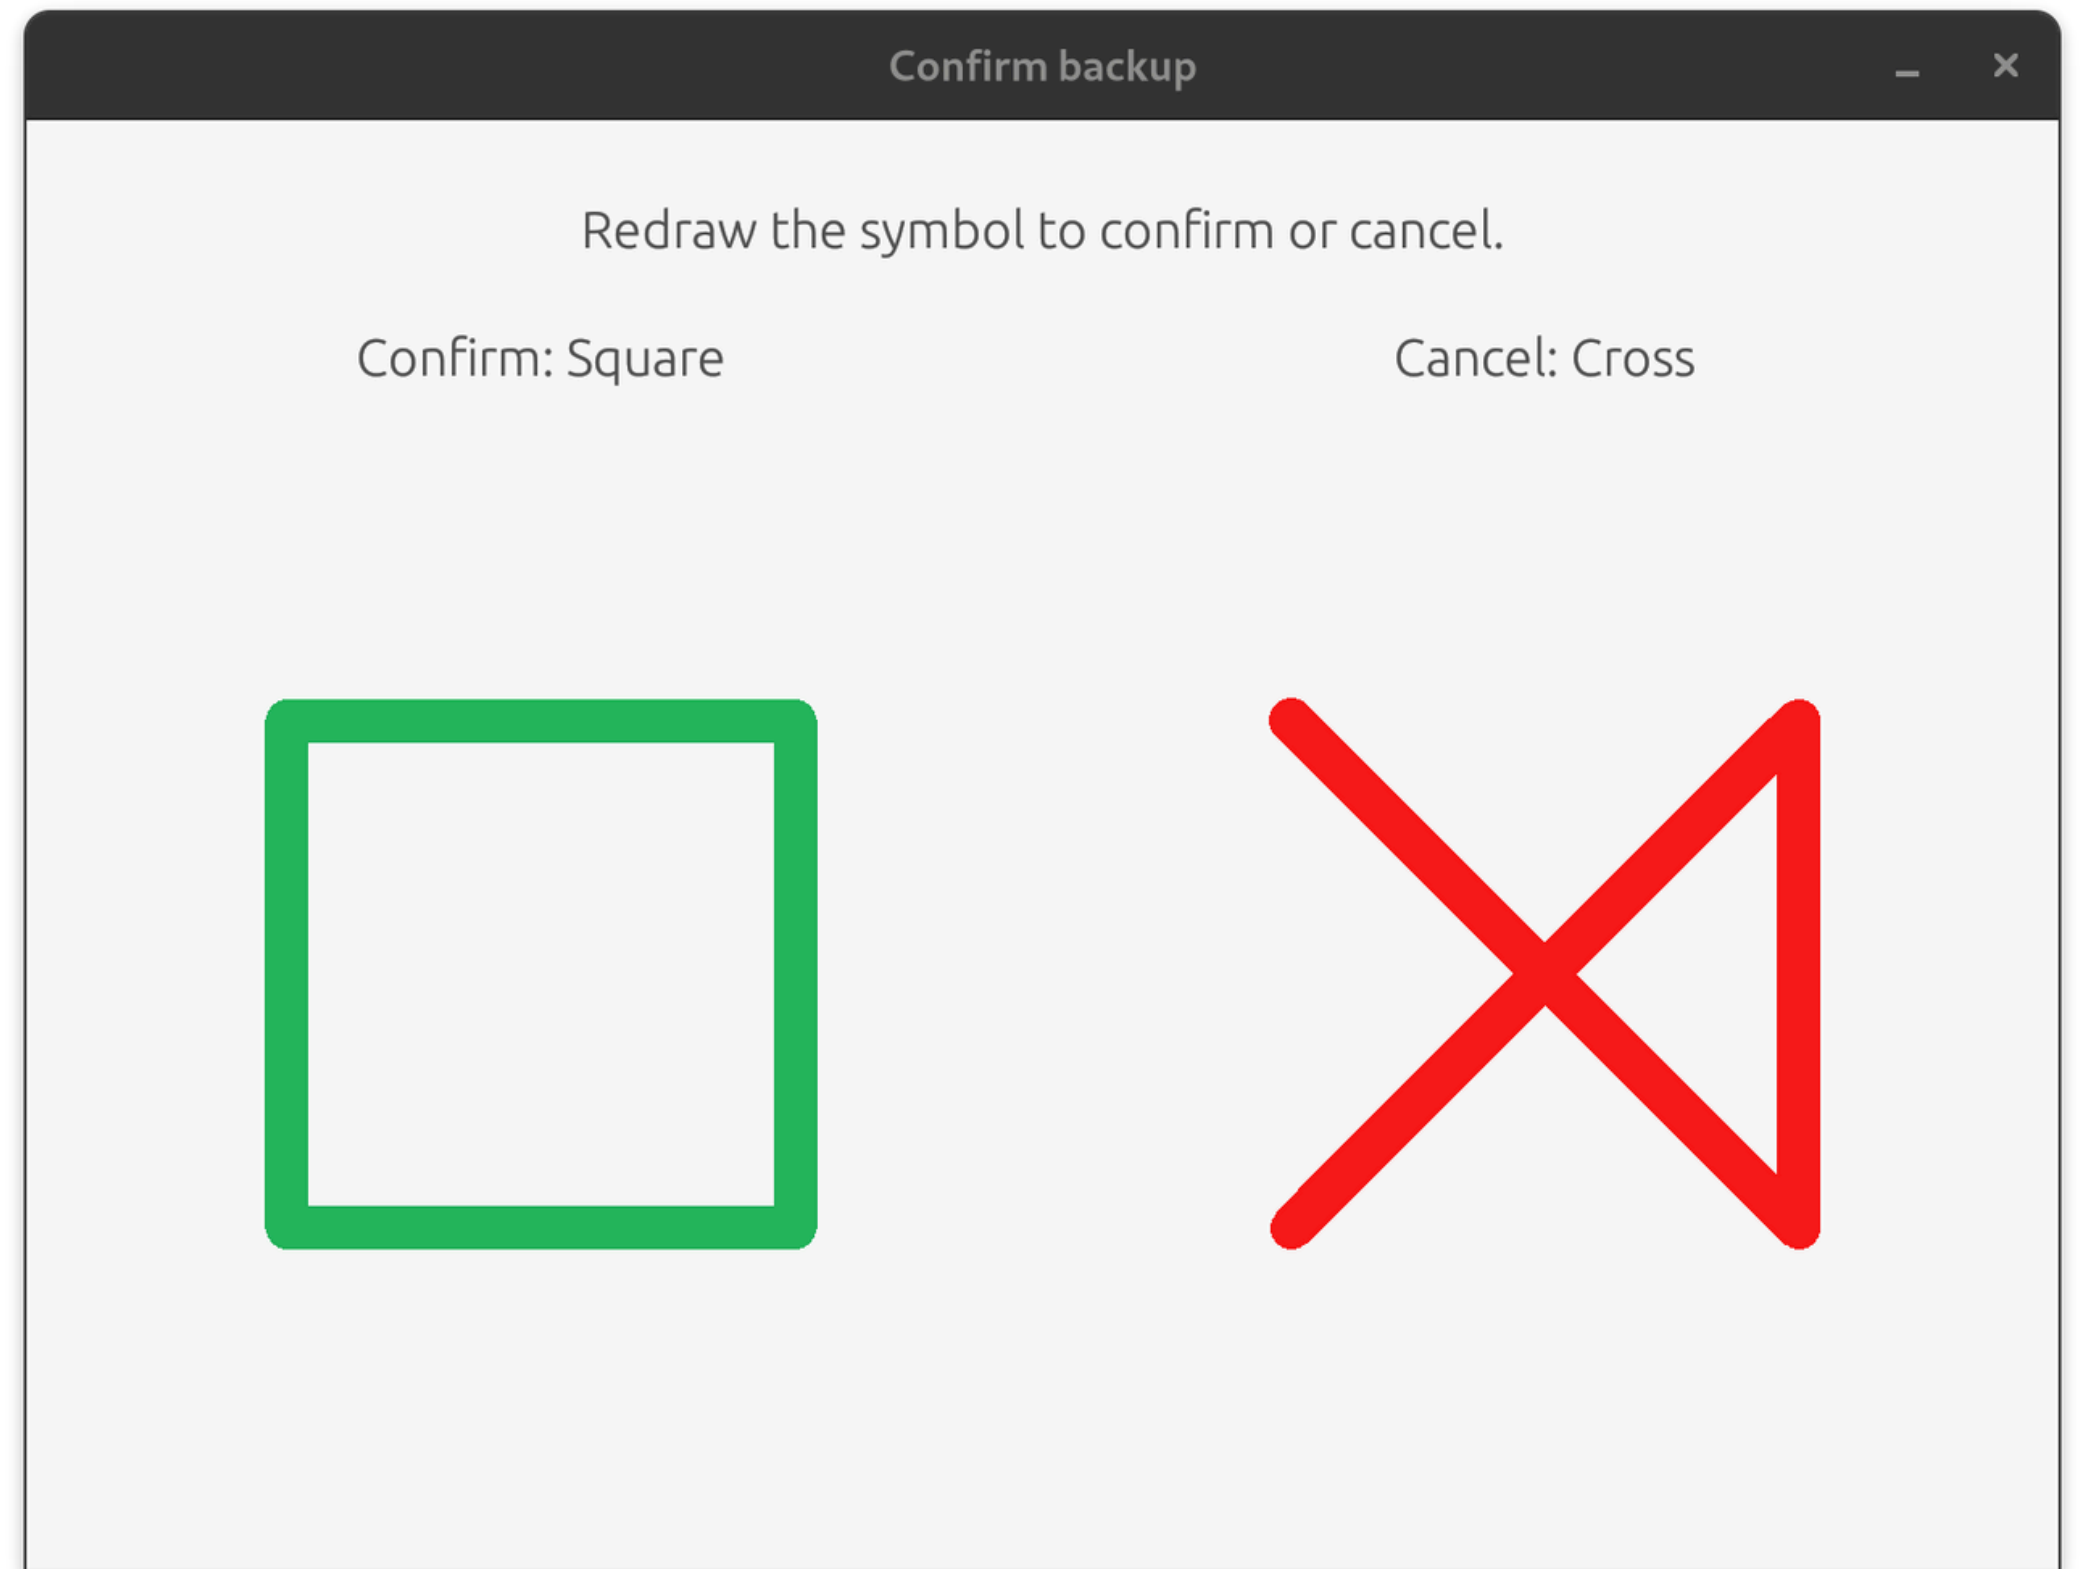 Confirm backup
Redraw the symbol to confirm or cancel.
Confirm: Square
Cancel: Cross